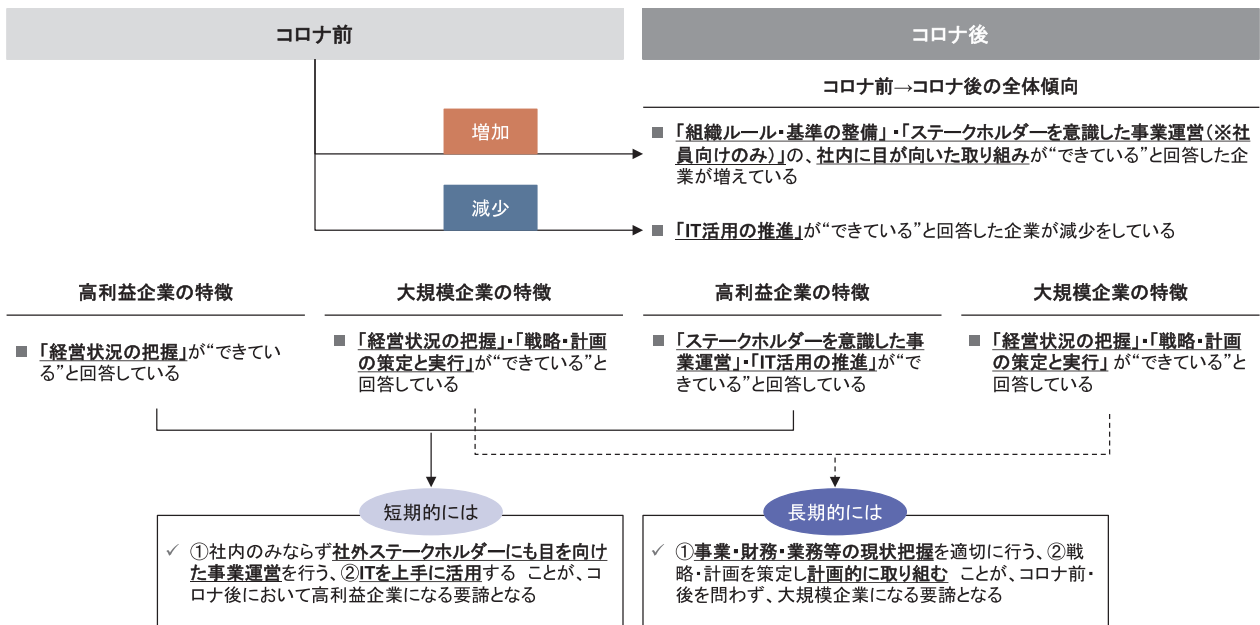 コロナ前
コロナ後
コロナ前→コロナ後の全体傾向
増加
■ 「組織ルール・基準の整備」・「ステークホルダーを意識した事業運営(※社
員向けのみ)」の、社内に目が向いた取り組みが“できている”と回答した企
業が増えている
減少
■ 「IT活用の推進」が“できている”と回答した企業が減少をしている
高利益企業の特徴
■ 「経営状況の把握」が“できてい
る”と回答している
大規模企業の特徴
■ 「経営状況の把握」・「戦略・計画
の策定と実行」が“できている”と
回答している
高利益企業の特徴
■ 「ステークホルダーを意識した事
業運営」・「IT活用の推進」が“で
きている”と回答している
大規模企業の特徴
■ 「経営状況の把握」・「戦略・計画
の策定と実行」が“できている”と
回答している
短期的には
✓ ①社内のみならず社外ステークホルダーにも目を向け
た事業運営を行う、②ITを上手に活用する ことが、コ
ロナ後において高利益企業になる要諦となる
長期的には
✓ ①事業・財務・業務等の現状把握を適切に行う、②戦
略・計画を策定し計画的に取り組む ことが、コロナ前・
後を問わず、大規模企業になる要諦となる